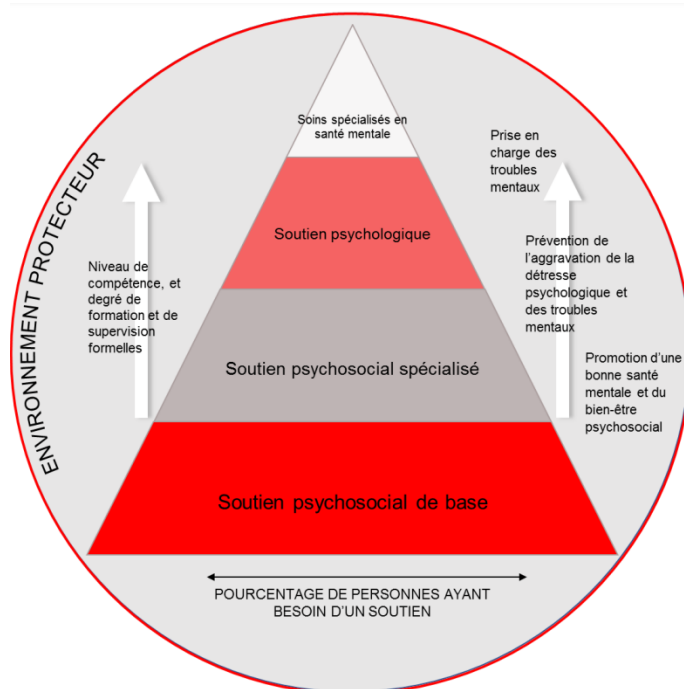 Soins spécialisés en
santé mentale
Soutien psychologique
Soutien psychosocial spécialisé
Soutien psychosocial de base
ENVIRONNEMENT PROTECTEUR
Niveau de
compétence, et
degré de
formation et de
supervision
formelles
Prise en
charge des
troubles
mentaux
Prévention de
l'aggravation de la
détresse
psychologique et
des troubles
mentaux
Promotion d'une
bonne santé
mentale et du
bien-être
psychosocial
POURCENTAGE DE PERSONNES AYANT
BESOIN D'UN SOUTIEN